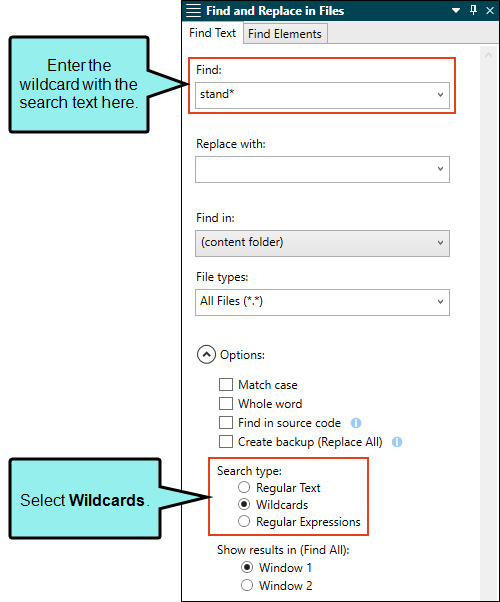 Find and Replace in Files
Find Text
Find Elements
Enter the
wildcard with the
search text here.
Find:
stand*
Replace with:
Find in:
(content folder)
File types:
All Files (*.*)
Options:
Match case
Whole word
Find in source code
Create backup (Replace All)
Select Wildcards.
Search type:
Regular Text
Wildcards
Regular Expressions
Show results in (Find All):
Window 1
Window 2